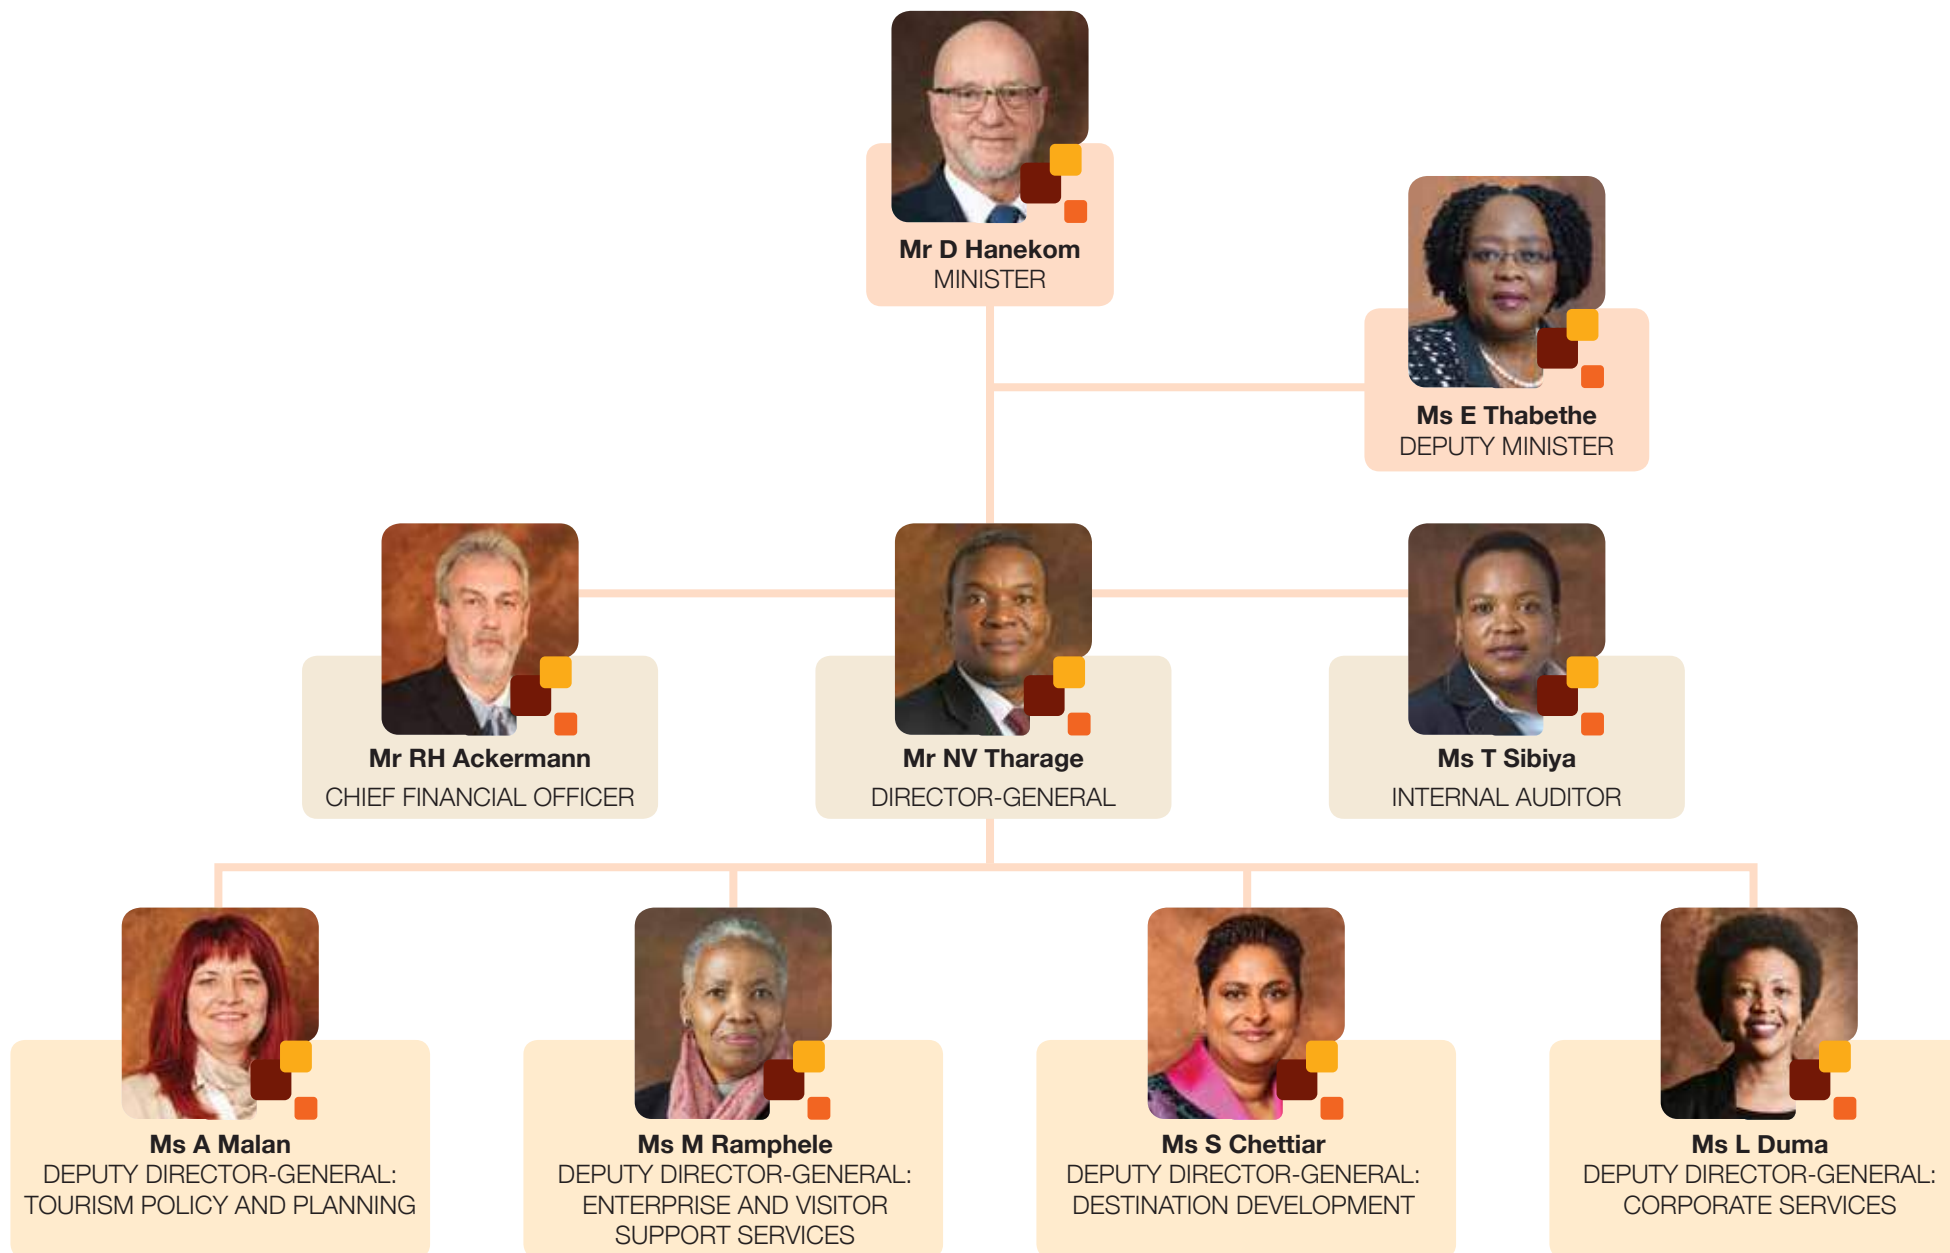 Mr D Hanekom
MINISTER
Ms E Thabethe
DEPUTY MINISTER
Mr RH Ackermann
CHIEF FINANCIAL OFFICER
Mr NV Tharage
DIRECTOR-GENERAL
Ms T Sibiya
INTERNAL AUDITOR
Ms A Malan
DEPUTY DIRECTOR-GENERAL:
TOURISM POLICY AND PLANNING
Ms M Ramphele
DEPUTY DIRECTOR-GENERAL:
ENTERPRISE AND VISITOR
SUPPORT SERVICES
Ms S Chettiar
DEPUTY DIRECTOR-GENERAL:
DESTINATION DEVELOPMENT
Ms L Duma
DEPUTY DIRECTOR-GENERAL:
CORPORATE SERVICES